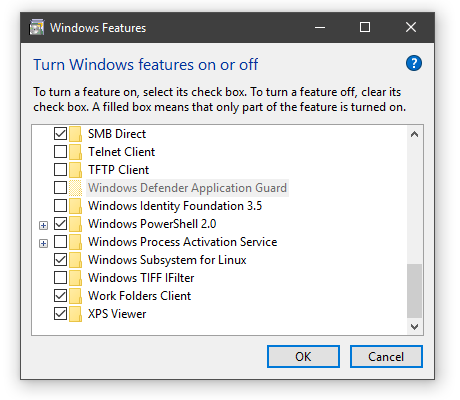 Windows Features
Turn Windows features on or off
?
To turn a feature on, select its check box. To turn a feature off, clear its
check box. A filled box means that only part of the feature is turned on.
SMB Direct
Telnet Client
TFTP Client
Windows Defender Application Guard
Windows Identity Foundation 3.5
Windows PowerShell 2.0
Windows Process Activation Service
Windows Subsystem for Linux
Windows TIFF IFilter
Work Folders Client
XPS Viewer
OK
Cancel